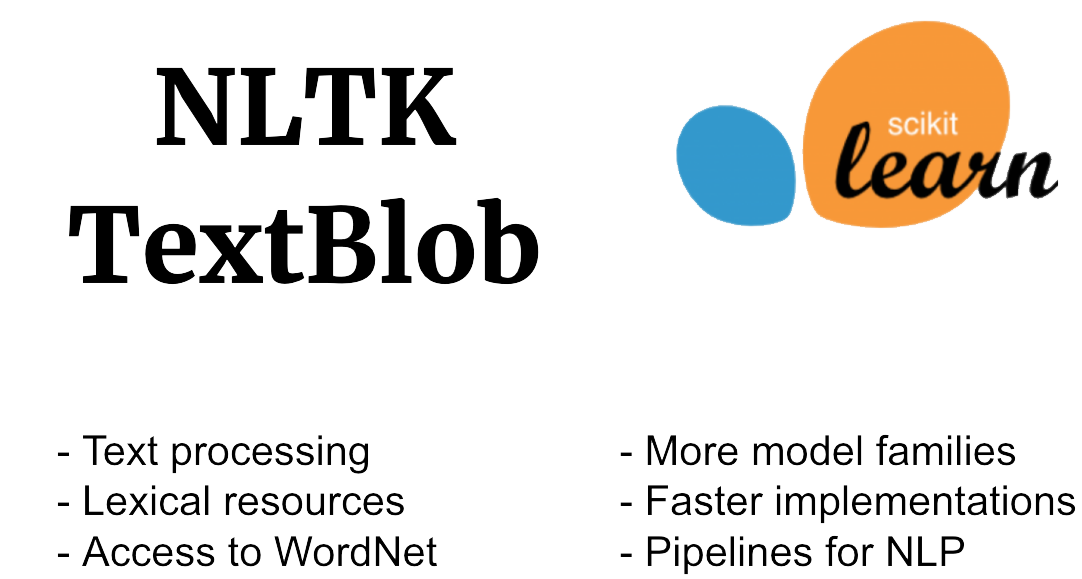 NLTK
TextBlob
scikit
learn
- Text processing
- Lexical resources
- Access to WordNet
- More model families
- Faster implementations
- Pipelines for NLP